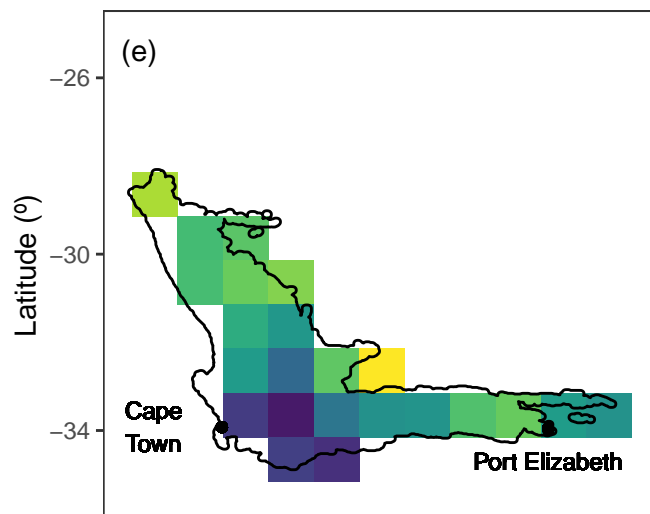 (e)
−26
−30
−34
Latitude (º)
Cape
Town
Port Elizabeth